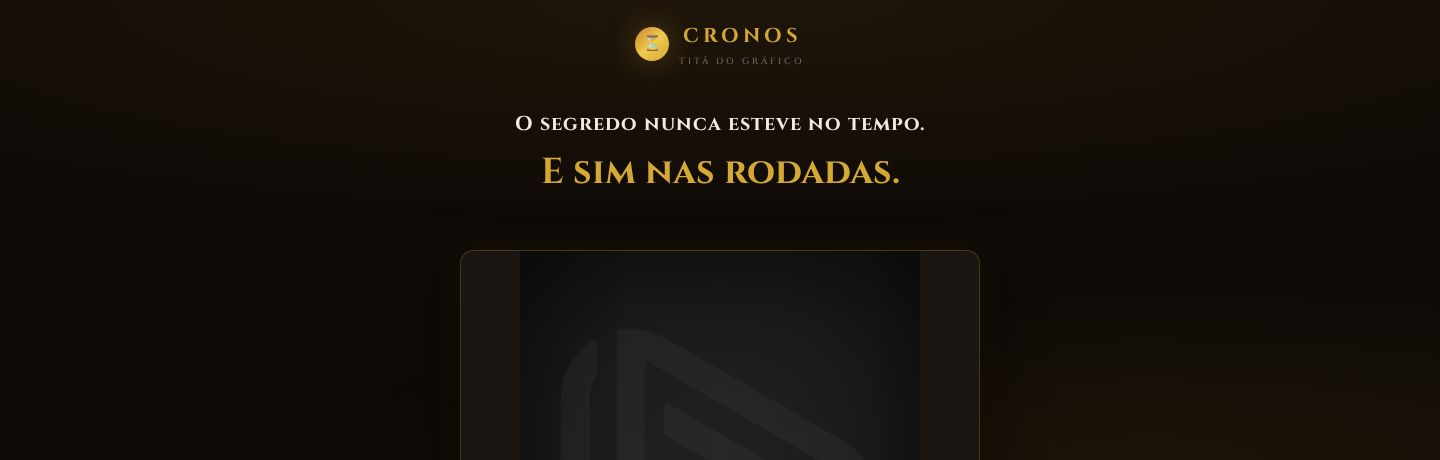 CRONOS
TITÃ DO GRÁFICO
O SEGREDO NUNCA ESTEVE NO TEMPO.
E SIM NAS RODADAS.